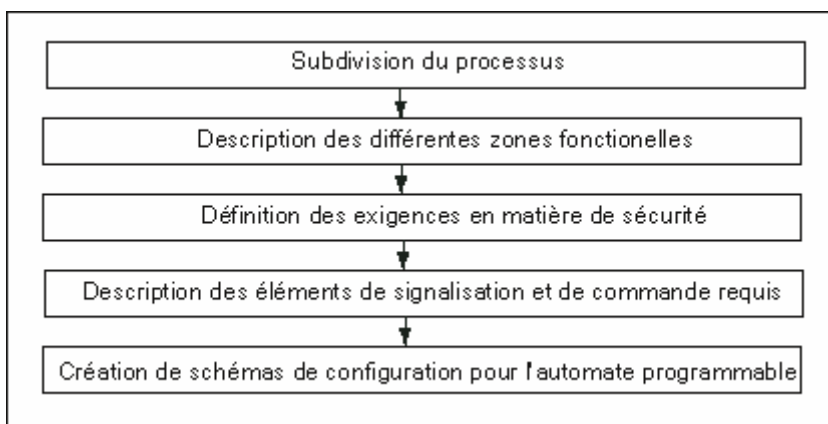 Subdivision du processus
Description des différentes zones fonctionelles
Définition des exigences en matière de sécurité
Description des éléments de signalisation et de commande requis
Création de schémas de configuration pour l'automate programmable